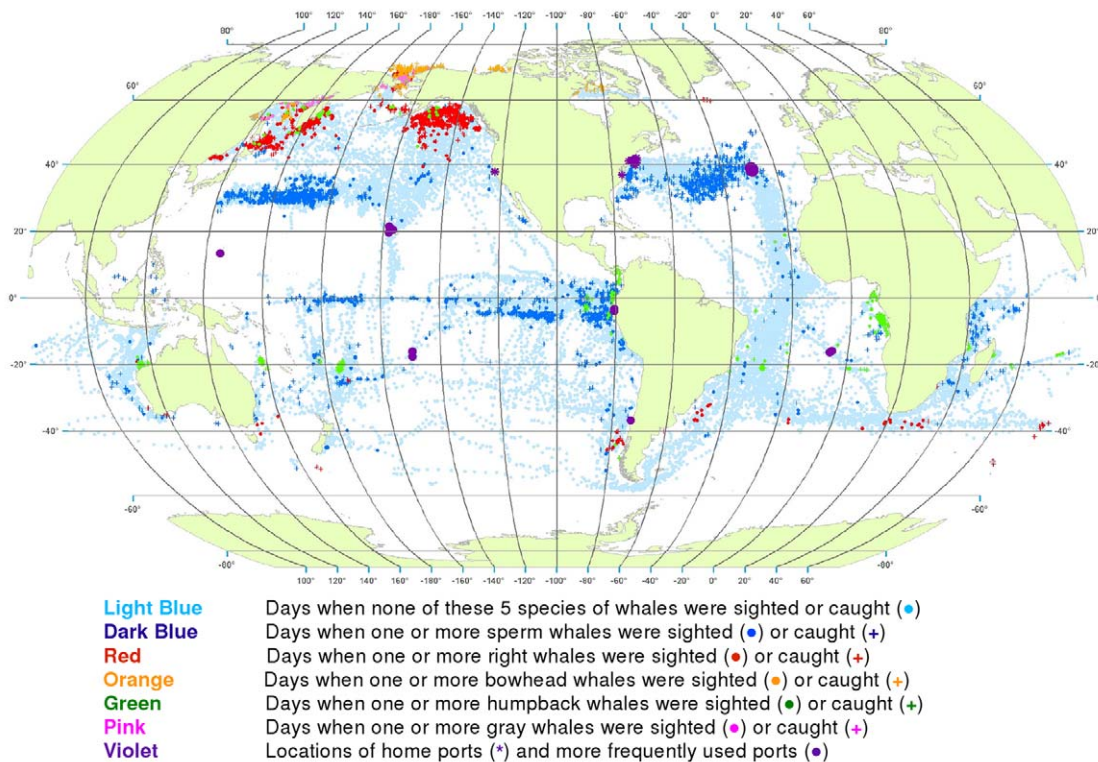 100° 120° 140° 160° 180° -160° -140° -120° -100° -80° -60° -40° -20° 0° 20° 40°
80° 80°
60° 60°
40° 40°
20° 20°
0° 0°
-20° -20°
-40° -40°
-60° -60°
-80° -80°
100° 120° 140° 160° 180° -160° -140° -120° -100° -80° -60° -40° -20° 0° 20° 40°
Light Blue Days when none of these 5 species of whales were sighted or caught (●)
Dark Blue Days when one or more sperm whales were sighted (●) or caught (+)
Red Days when one or more right whales were sighted (●) or caught (+)
Orange Days when one or more bowhead whales were sighted (●) or caught (+)
Green Days when one or more humpback whales were sighted (●) or caught (+)
Pink Days when one or more gray whales were sighted (●) or caught (+)
Violet Locations of home ports (*) and more frequently used ports (●)